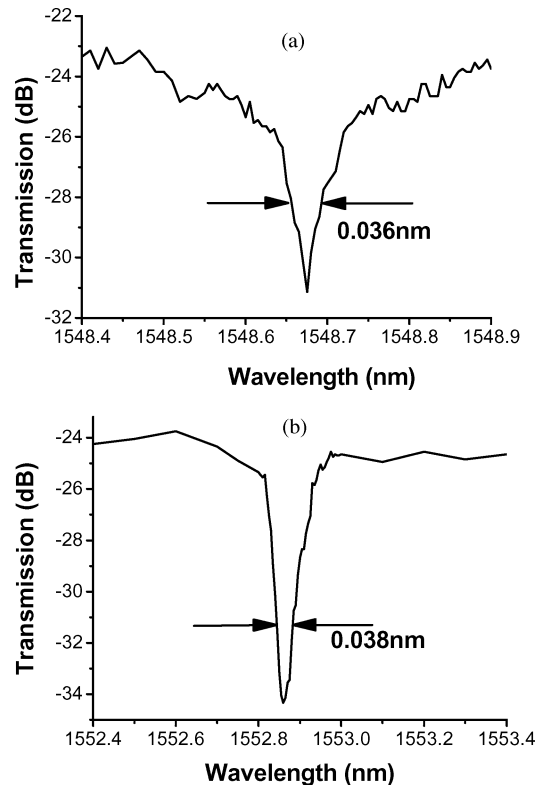 (a)
Transmission (dB)
-22
-24
-26
-28
-30
-32
0.036nm
1548.4 1548.5 1548.6 1548.7 1548.8 1548.9
Wavelength (nm)
(b)
Transmission (dB)
-24
-26
-28
-30
-32
-34
0.038nm
1552.4 1552.6 1552.8 1553.0 1553.2 1553.4
Wavelength (nm)